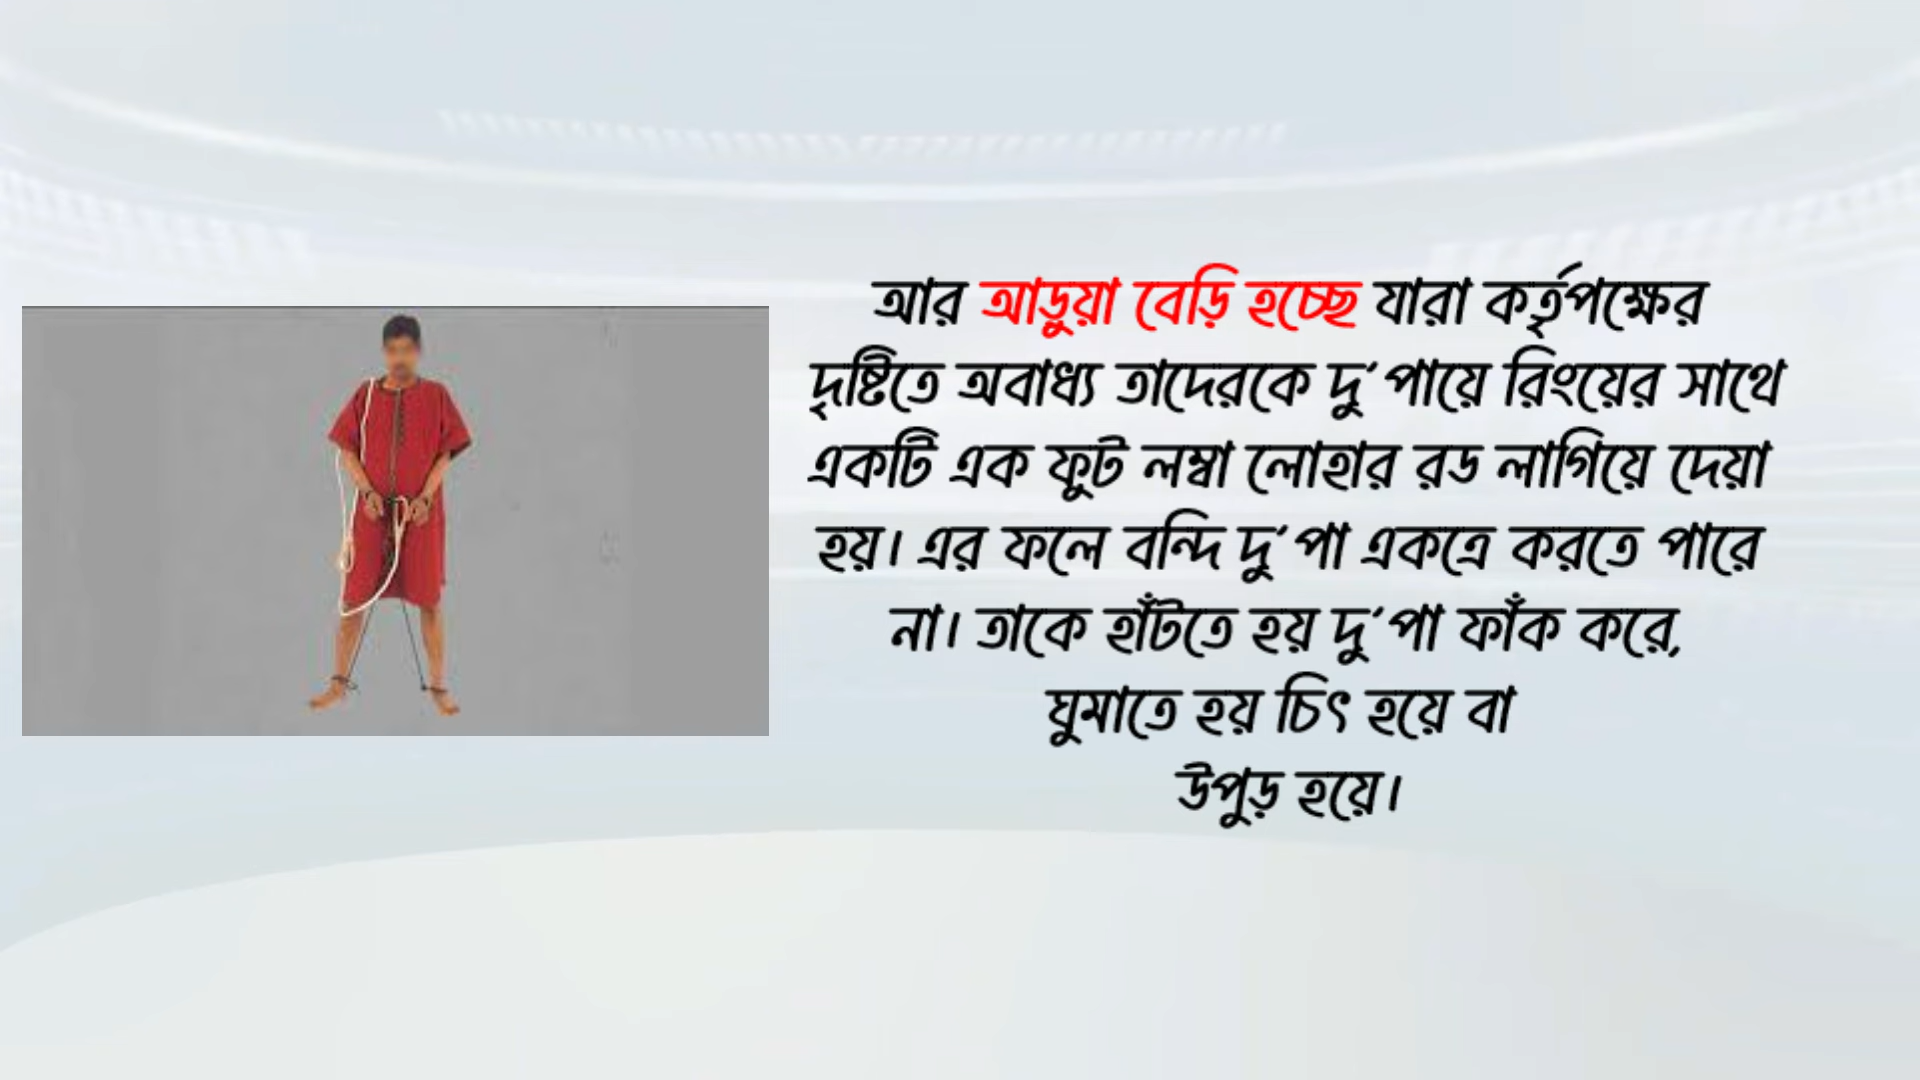 আর আড়ুয়া বেড়ি হচ্ছে যারা কর্তৃপক্ষের
দৃষ্টিতে অবাধ্য তাদেরকে দু'পায়ে রিংয়ের সাথে
একটি এক ফুট লম্বা লোহার রড লাগিয়ে দেয়া
হয়। এর ফলে বন্দি দু'পা একত্রে করতে পারে
না। তাকে হাঁটতে হয় দু'পা ফাঁক করে,
ঘুমাতে হয় চিৎ হয়ে বা
উপুড় হয়ে।